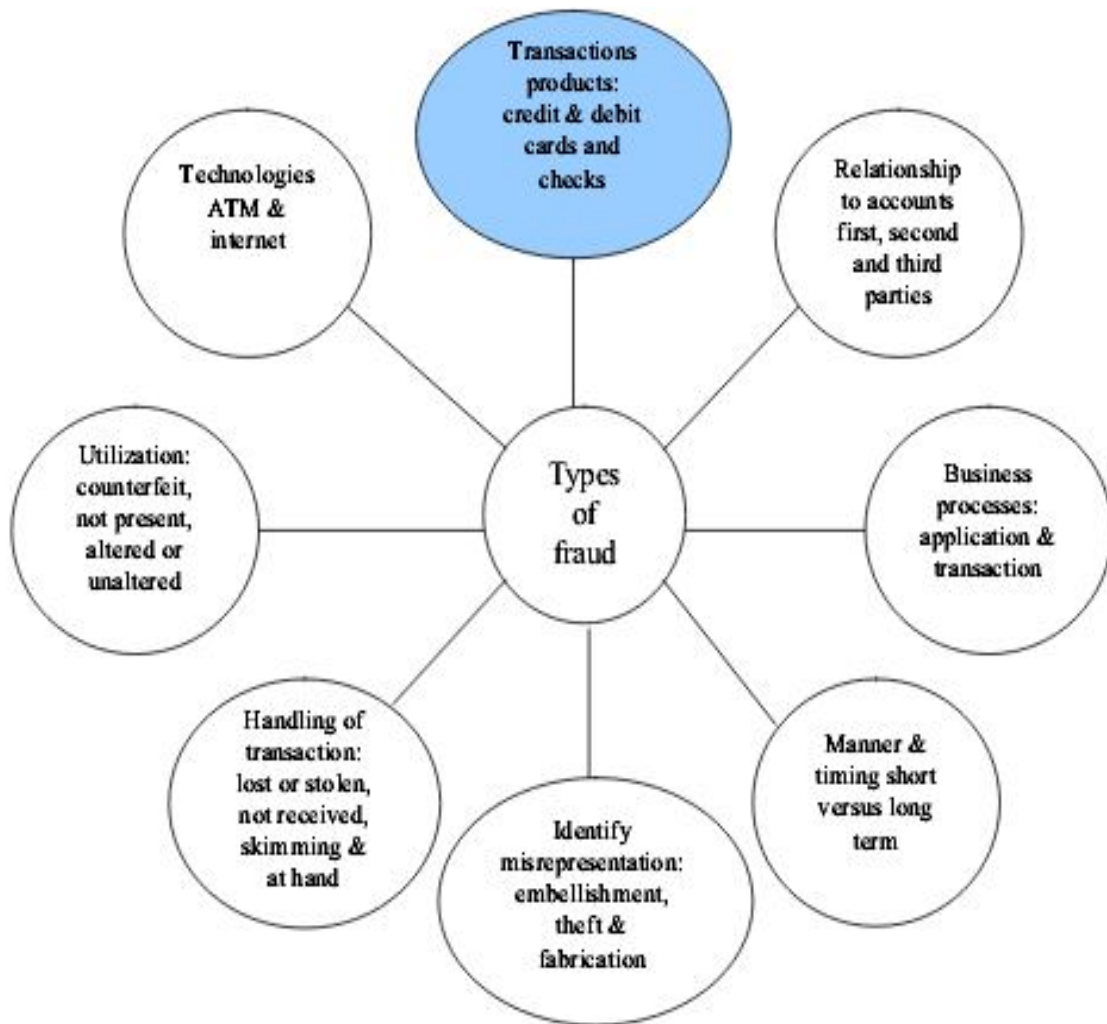 Transactions
products:
credit & debit
cards and
checks
Technologies
ATM &
internet
Relationship
to accounts
first, second
and third
parties
Utilization:
counterfeit,
not present,
altered or
unaltered
Types
of
fraud
Business
processes:
application &
transaction
Handling of
transaction:
lost or stolen,
not received,
skimming &
at hand
Identify
misrepresentation:
embellishment,
theft &
fabrication
Manner &
timing short
versus long
term